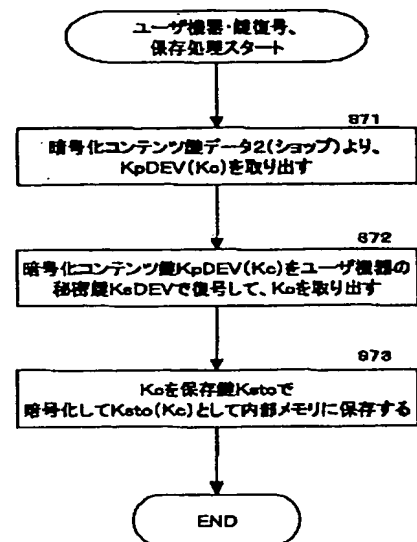 ユーザ機器・鍵復号、
保存処理スタート
S71
暗号化コンテンツ鍵データ2(ショップ)より、
KpDEV(Kc)を取り出す
S72
暗号化コンテンツ鍵KpDEV(Kc)をユーザ機器の
秘密鍵KsDEVで復号して、Kcを取り出す
S73
Kcを保存鍵Kstoで
暗号化してKsto(Kc)として内部メモリに保存する
END